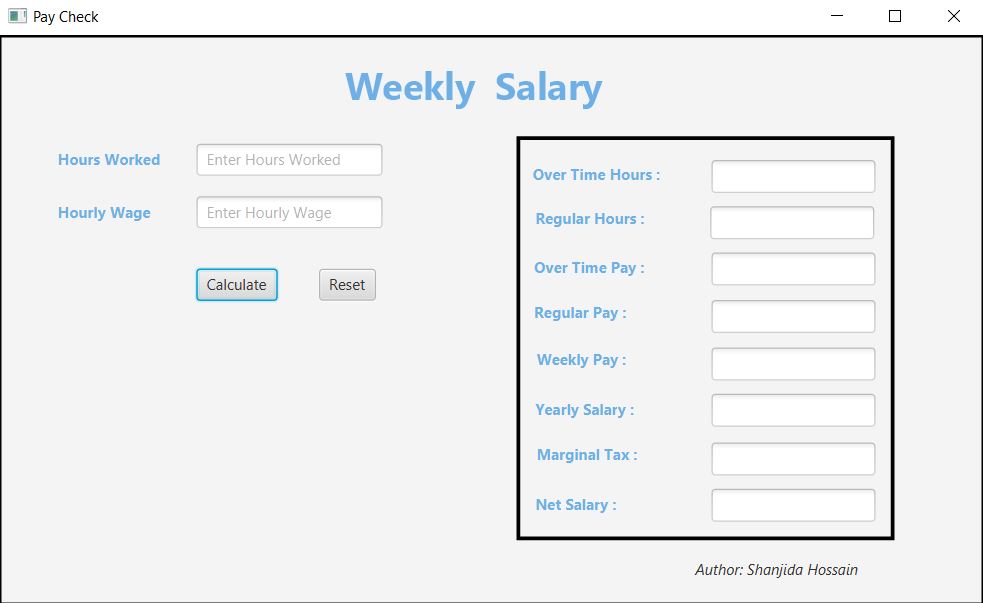 Pay Check
Weekly Salary
Hours Worked
Enter Hours Worked
Hourly Wage
Enter Hourly Wage
Calculate
Reset
Over Time Hours :
Regular Hours :
Over Time Pay :
Regular Pay :
Weekly Pay :
Yearly Salary :
Marginal Tax :
Net Salary :
Author: Shanjida Hossain